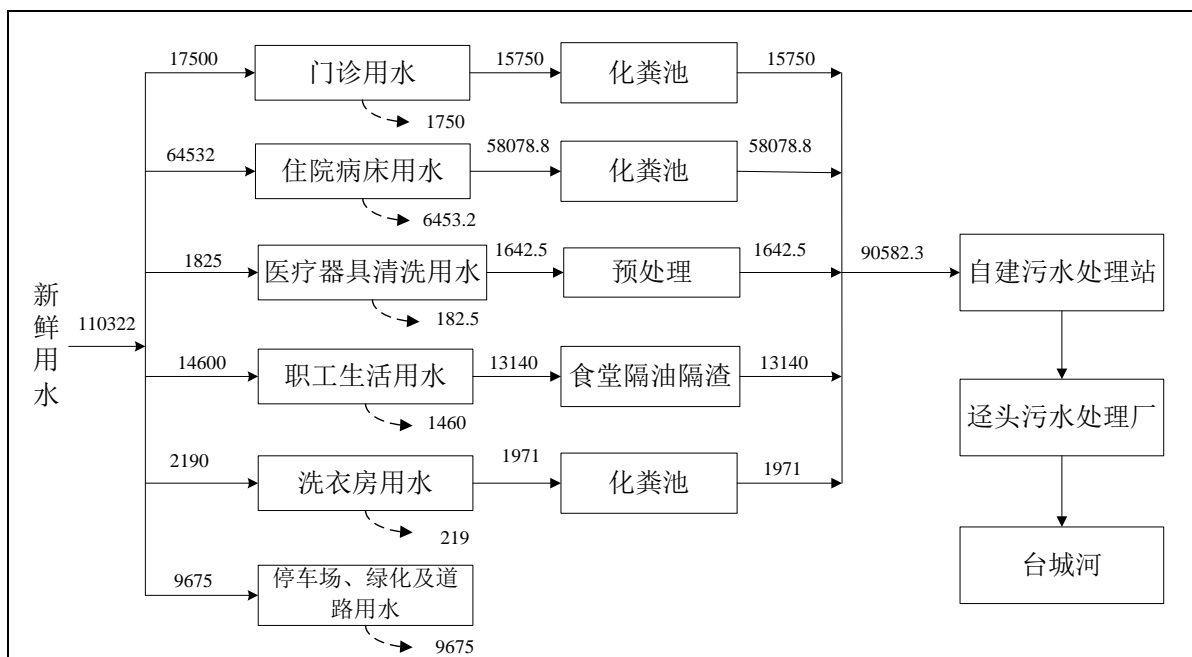 17500
门诊用水
15750
化粪池
15750
1750
64532
住院病床用水
58078.8
化粪池
58078.8
6453.2
1825
医疗器具清洗用水
1642.5
预处理
1642.5
182.5
90582.3
自建污水处理站
新鲜用水
110322
14600
职工生活用水
13140
食堂隔油隔渣
13140
1460
迳头污水处理厂
2190
洗衣房用水
1971
化粪池
1971
219
台城河
9675
停车场、绿化及道
路用水
9675